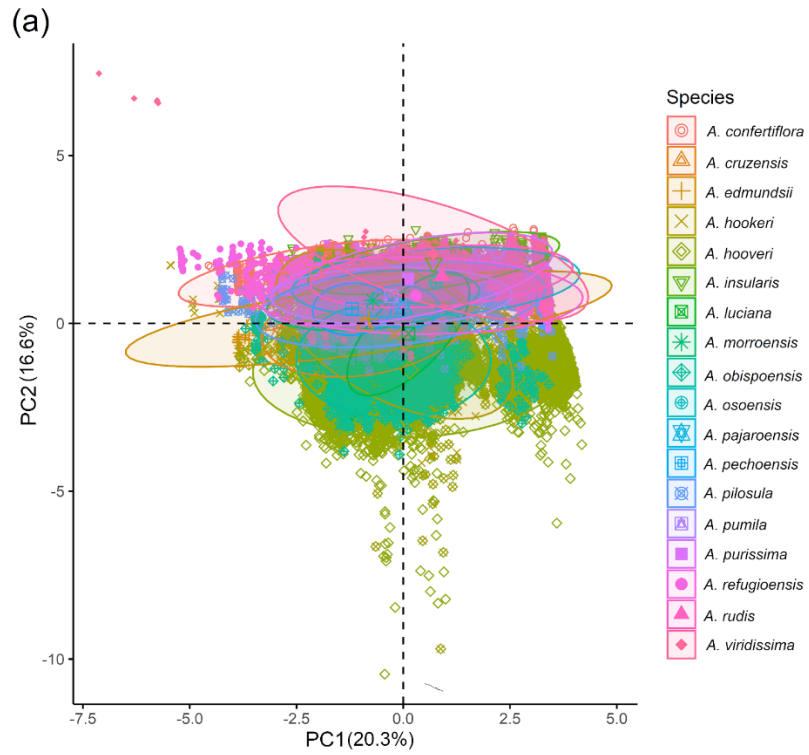 (a)
Species
A. confertiflora
A. cruzensis
A. edmundsii
A. hookeri
A. hooveri
A. insularis
A. luciana
A. morroensis
A. obispoensis
A. osoensis
A. pajaroensis
A. pechoensis
A. pilosula
A. pumila
A. purissima
A. refugioensis
A. rudis
A. viridissima
PC2 (16.6%)
5
0
-5
-10
-7.5
-5.0
-2.5
0.0
2.5
5.0
PC1 (20.3%)